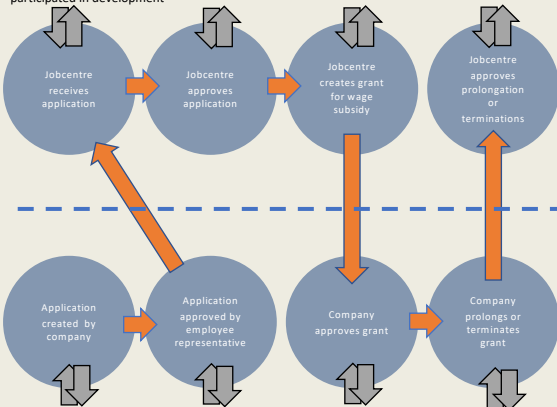 participated in development
Jobcentre
receives
application
Jobcentre
approves
application
Jobcentre
creates grant
for wage
subsidy
Jobcentre
approves
prolongation
or
terminations
Application
created by
company
Application
approved by
employee
representative
Company
approves grant
Company
prolongs or
terminates
grant